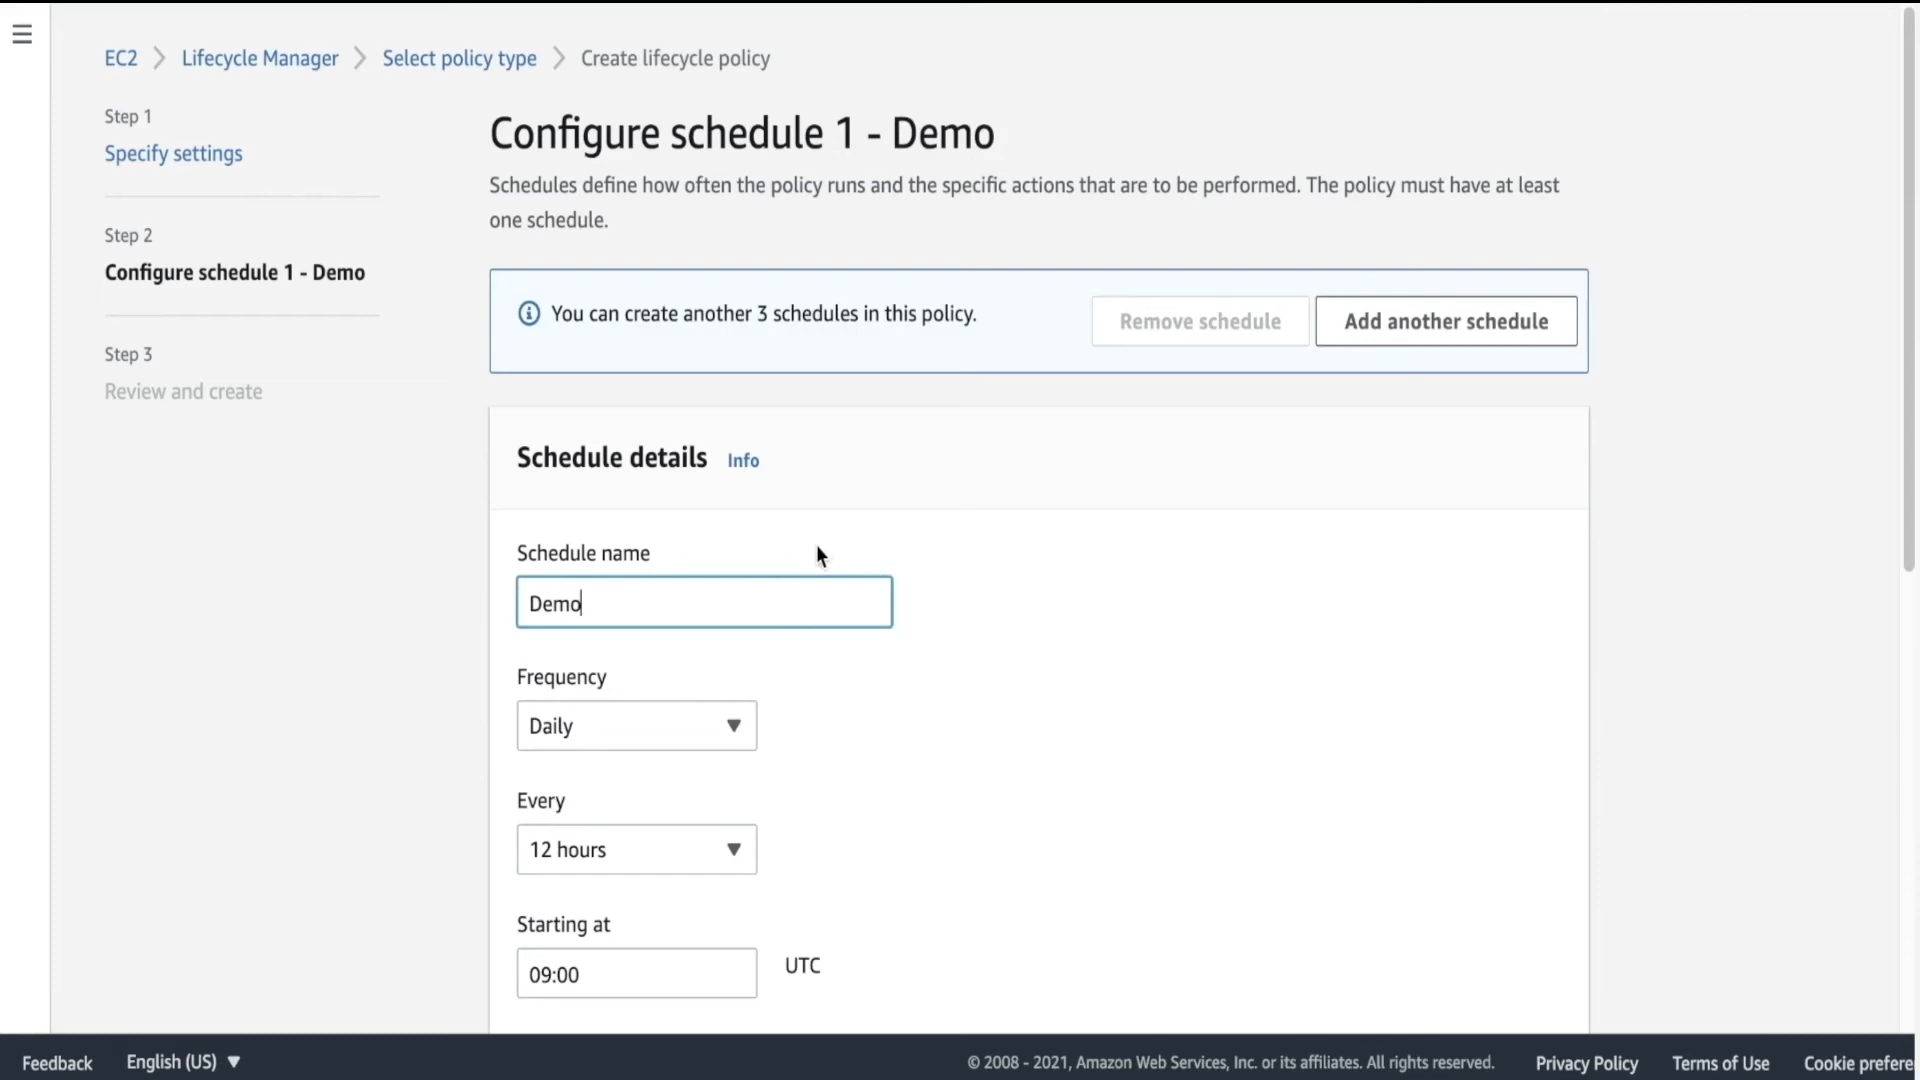 EC2 Lifecycle Manager Select policy type Create lifecycle policy
Step 1
Specify settings
Step 2
Configure schedule 1 - Demo
Step 3
Review and create
Configure schedule 1 - Demo
Schedules define how often the policy runs and the specific actions that are to be performed. The policy must have at least
one schedule.
You can create another 3 schedules in this policy.
Remove schedule
Add another schedule
Schedule details Info
Schedule name
Demo
Frequency
Daily
Every
12 hours
Starting at
09:00 UTC
Feedback English (US) © 2008 - 2021, Amazon Web Services, Inc. or its affiliates. All rights reserved. Privacy Policy Terms of Use Cookie prefere